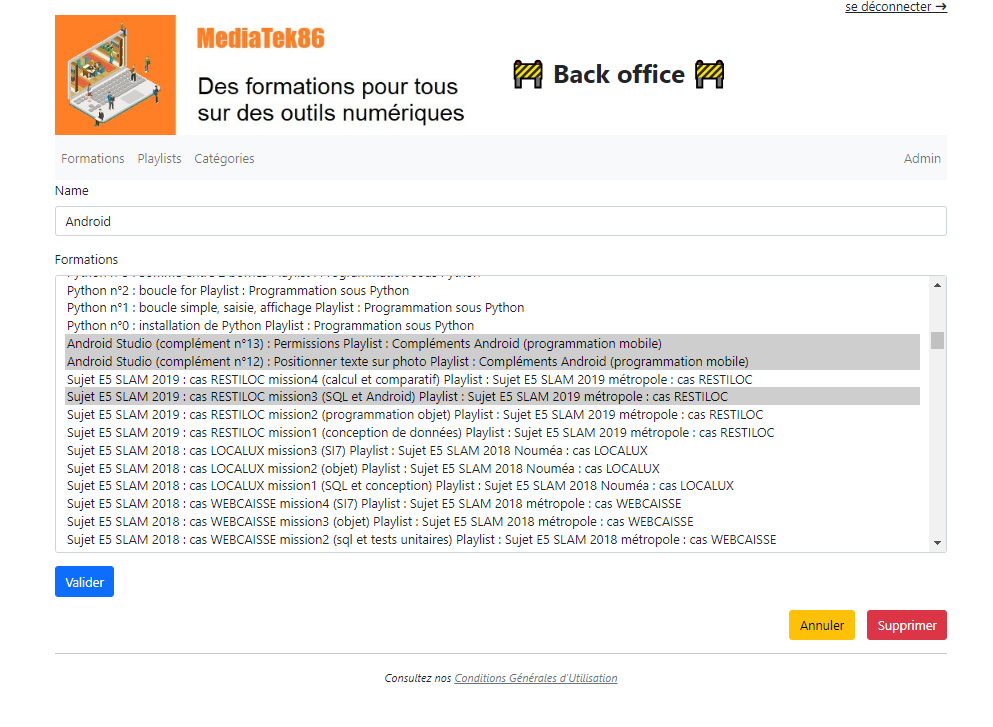 se déconnecter →
MediaTek86
Des formations pour tous
sur des outils numériques
🚧 Back office 🚧
Formations Playlists Catégories Admin
Name
Android
Formations
Python n°2 : boucle for Playlist : Programmation sous Python
Python n°1 : boucle simple, saisie, affichage Playlist : Programmation sous Python
Python n°0 : installation de Python Playlist : Programmation sous Python
Android Studio (complément n°13) : Permissions Playlist : Compléments Android (programmation mobile)
Android Studio (complément n°12) : Positionner texte sur photo Playlist : Compléments Android (programmation mobile)
Sujet E5 SLAM 2019 : cas RESTILOC mission4 (calcul et comparatif) Playlist : Sujet E5 SLAM 2019 métropole : cas RESTILOC
Sujet E5 SLAM 2019 : cas RESTILOC mission3 (SQL et Android) Playlist : Sujet E5 SLAM 2019 métropole : cas RESTILOC
Sujet E5 SLAM 2019 : cas RESTILOC mission2 (programmation objet) Playlist : Sujet E5 SLAM 2019 métropole : cas RESTILOC
Sujet E5 SLAM 2019 : cas RESTILOC mission1 (conception de données) Playlist : Sujet E5 SLAM 2019 métropole : cas RESTILOC
Sujet E5 SLAM 2018 : cas LOCALUX mission3 (SI7) Playlist : Sujet E5 SLAM 2018 Nouméa : cas LOCALUX
Sujet E5 SLAM 2018 : cas LOCALUX mission2 (objet) Playlist : Sujet E5 SLAM 2018 Nouméa : cas LOCALUX
Sujet E5 SLAM 2018 : cas LOCALUX mission1 (SQL et conception) Playlist : Sujet E5 SLAM 2018 Nouméa : cas LOCALUX
Sujet E5 SLAM 2018 : cas WEBCAISSE mission4 (SI7) Playlist : Sujet E5 SLAM 2018 métropole : cas WEBCAISSE
Sujet E5 SLAM 2018 : cas WEBCAISSE mission3 (objet) Playlist : Sujet E5 SLAM 2018 métropole : cas WEBCAISSE
Sujet E5 SLAM 2018 : cas WEBCAISSE mission2 (sql et tests unitaires) Playlist : Sujet E5 SLAM 2018 métropole : cas WEBCAISSE
Valider
Annuler Supprimer
Consultez nos Conditions Générales d'Utilisation